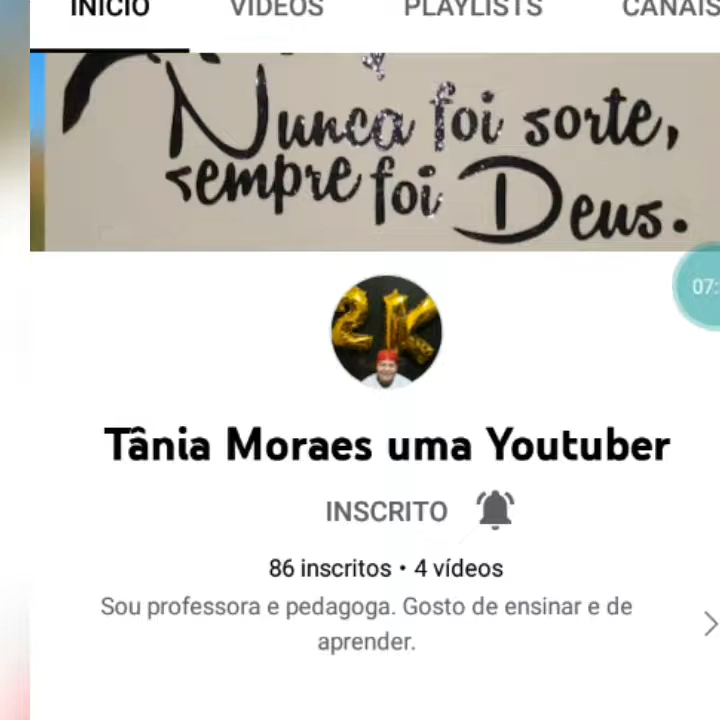 INÍCIO VÍDEOS PLAYLISTS CANAIS
Nunca foi sorte,
sempre foi Deus.
07:
2K
Tânia Moraes uma Youtuber
INSCRITO
86 inscritos • 4 vídeos
Sou professora e pedagoga. Gosto de ensinar e de
aprender.